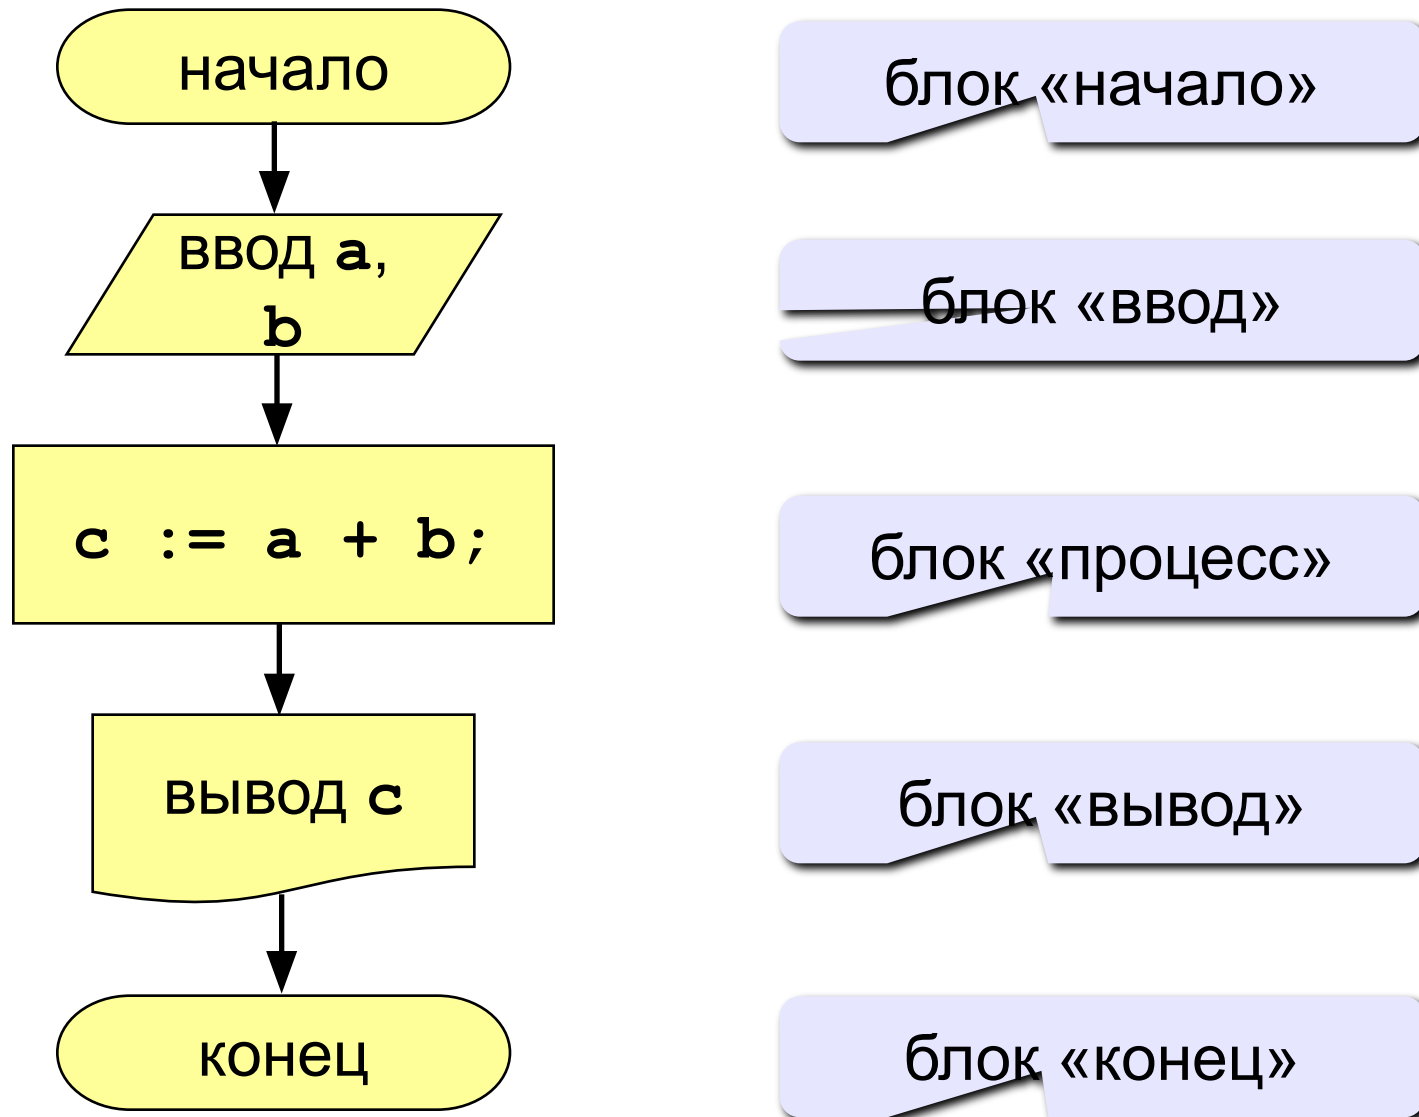 начало
блок «начало»
ввод a,
b
блок «ввод»
c := a + b;
блок «процесс»
вывод c
блок «вывод»
конец
блок «конец»